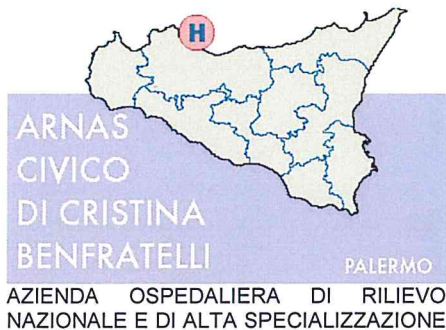 H
ARNAS
CIVICO
DI CRISTINA
BENFRATELLI
PALERMO
AZIENDA OSPEDALIERA DI RILIEVO
NAZIONALE E DI ALTA SPECIALIZZAZIONE